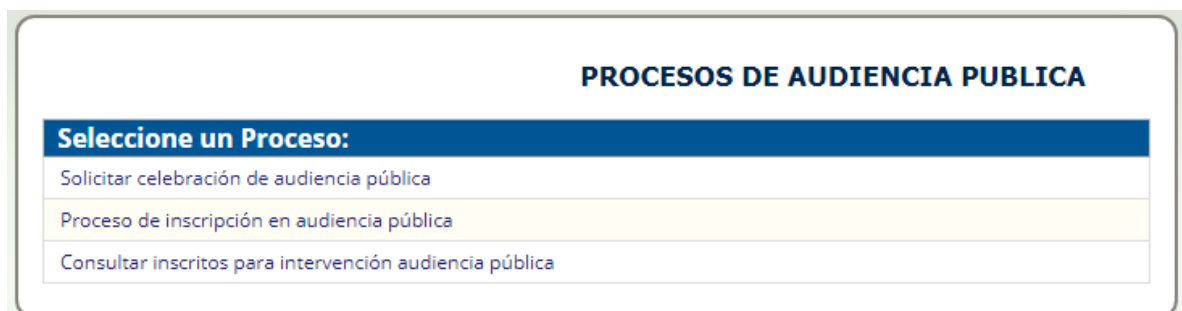 PROCESOS DE AUDIENCIA PUBLICA
Seleccione un Proceso:
Solicitar celebración de audiencia pública
Proceso de inscripción en audiencia pública
Consultar inscritos para intervención audiencia pública